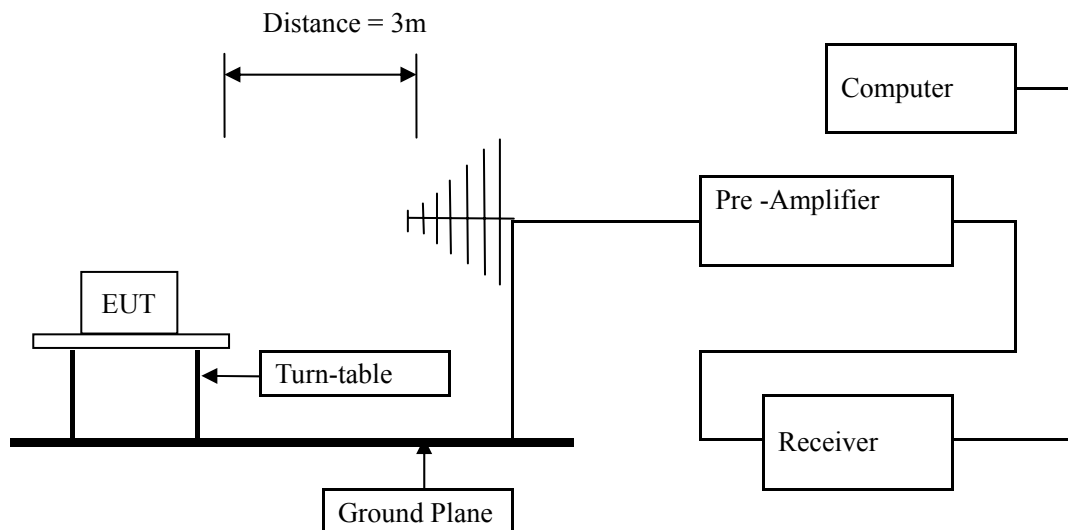 Distance = 3m
Computer
Pre -Amplifier
EUT
Turn-table
Receiver
Ground Plane